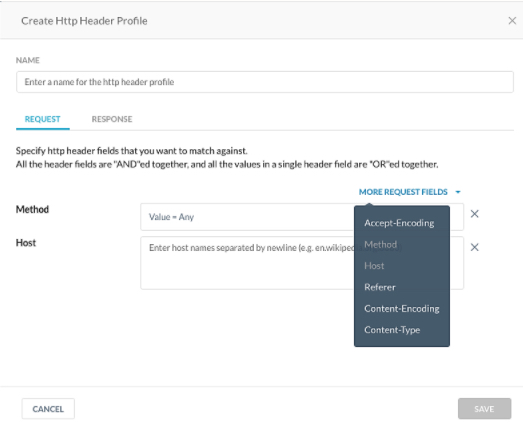 Create Http Header Profile
NAME
Enter a name for the http header profile
REQUEST RESPONSE
Specify http header fields that you want to match against.
All the header fields are "AND"ed together, and all the values in a single header field are "OR"ed together.
MORE REQUEST FIELDS
Method
Value = Any
Accept-Encoding
Method
Host
Enter host names separated by newline (e.g. en.wikiped
Host
Referer
Content-Encoding
Content-Type
CANCEL SAVE